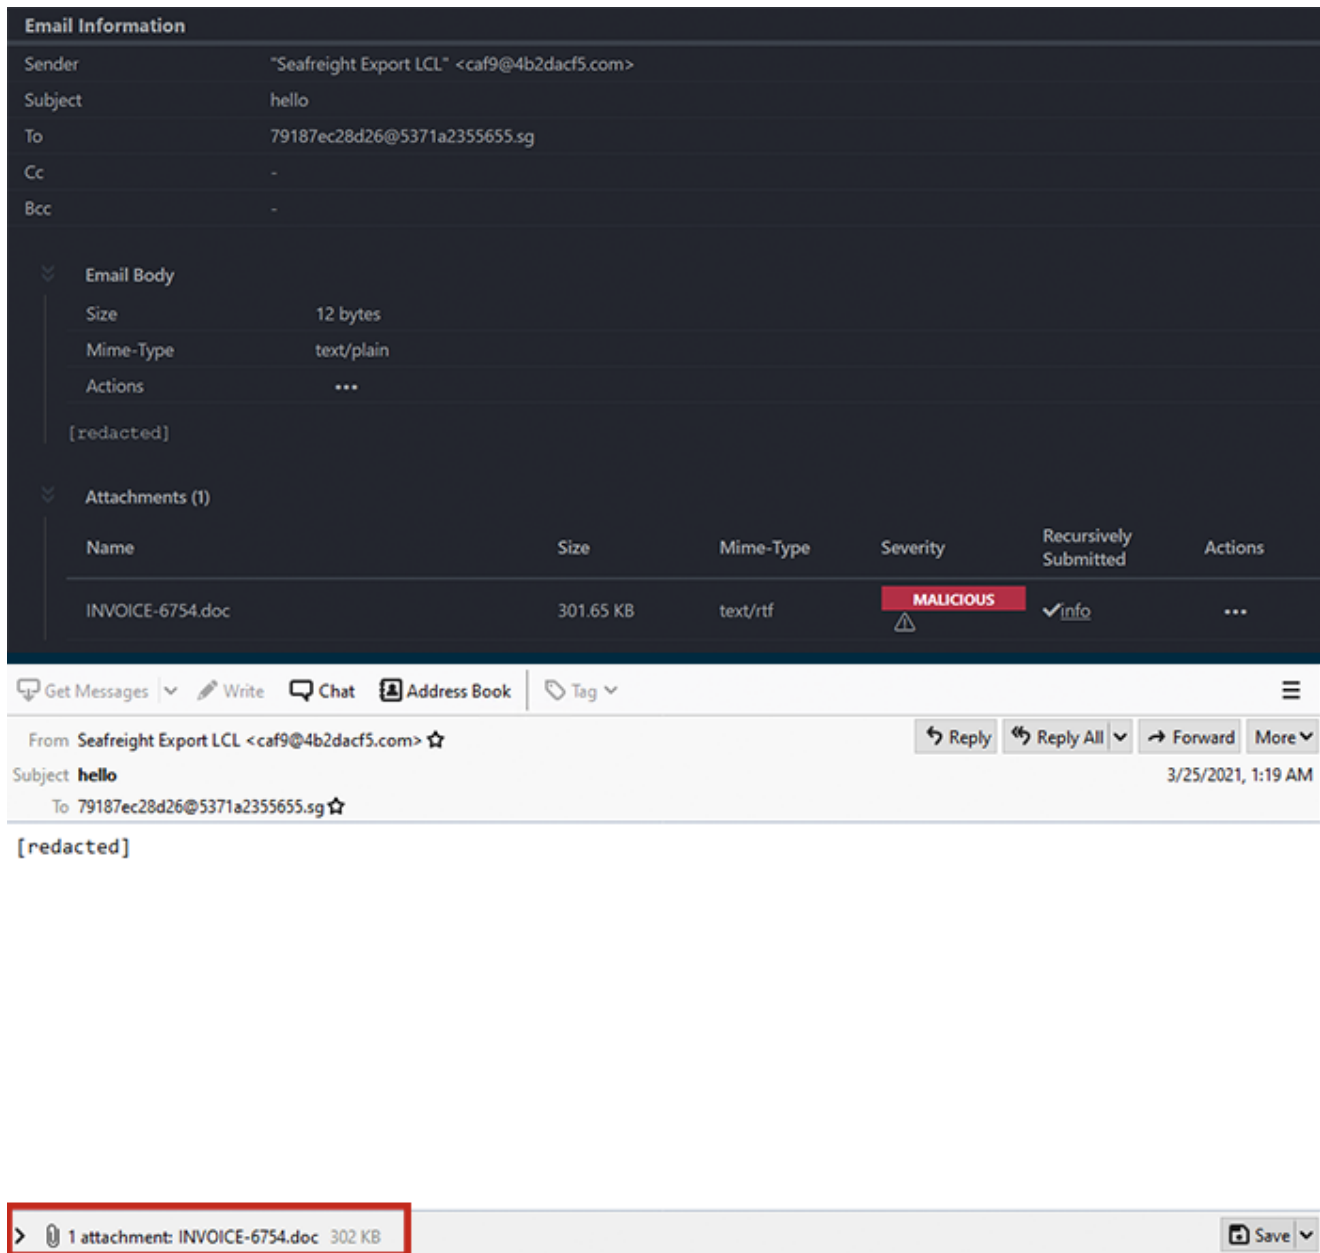 Email Information
Sender "Seafreight Export LCL" <caf9@4b2dacf5.com>
Subject hello
To 79187ec28d26@5371a2355655.sg
Cc -
Bcc -
Email Body
Size 12 bytes
Mime-Type text/plain
Actions •••
[redacted]
Attachments (1)
Name Size Mime-Type Severity Recursively Submitted Actions
INVOICE-6754.doc 301.65 KB text/rtf MALICIOUS info •••
Get Messages Write Chat Address Book Tag
From Seafreight Export LCL <caf9@4b2dacf5.com> Reply Reply All Forward More
Subject hello 3/25/2021, 1:19 AM
To 79187ec28d26@5371a2355655.sg
[redacted]
1 attachment: INVOICE-6754.doc 302 KB Save